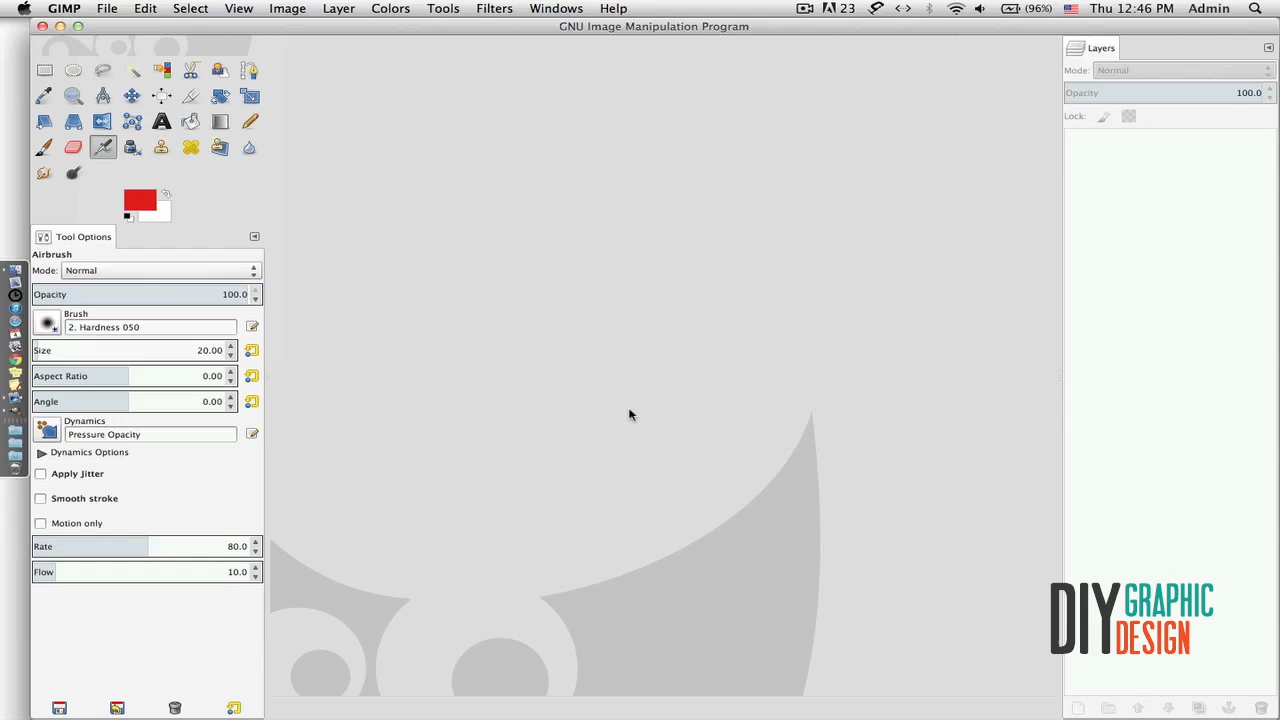 GIMP File Edit Select View Image Layer Colors Tools Filters Windows Help 23 (96%) Thu 12:46 PM Admin
GNU Image Manipulation Program
Layers
Mode: Normal
Opacity 100.0
Lock:
Tool Options
Airbrush
Mode: Normal
Opacity 100.0
Brush
2. Hardness 050
Size 20.00
Aspect Ratio 0.00
Angle 0.00
Dynamics
Pressure Opacity
Dynamics Options
Apply Jitter
Smooth stroke
Motion only
Rate 80.0
Flow 10.0
DIY GRAPHIC
DESIGN